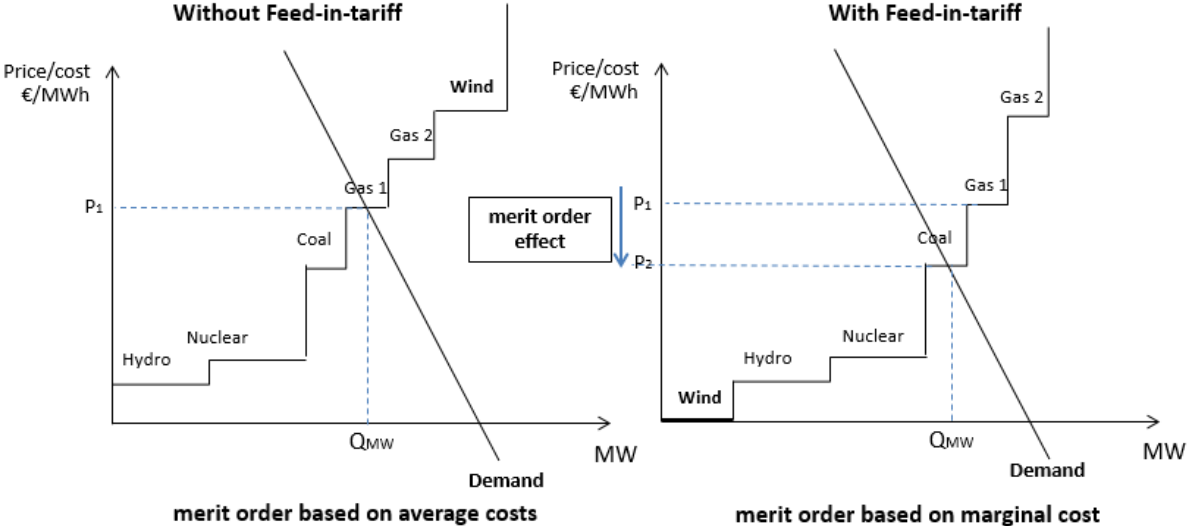 Without Feed-in-tariff
Price/cost
€/MWh
Wind
Gas 2
Gas 1
P₁
Coal
Nuclear
Hydro
QMW
MW
Demand
merit order based on average costs
With Feed-in-tariff
Price/cost
€/MWh
Gas 2
Gas 1
P₁
merit order
effect
Coal
P₂
Nuclear
Hydro
Wind
QMW
MW
Demand
merit order based on marginal cost